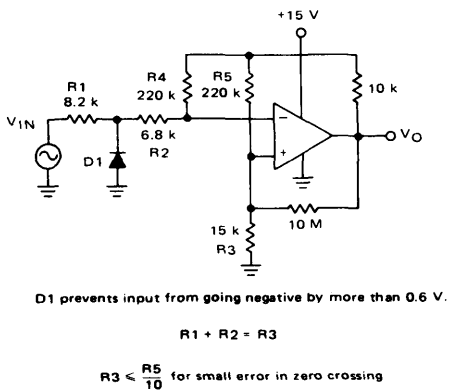 +15 V
R1
8.2 k
R4
220 k
R5
220 k
10 k
VIN
D1
6.8 k
R2
−
+
VO
15 k
R3
10 M
D1 prevents input from going negative by more than 0.6 V.
R1 + R2 = R3
R3 ≤ R5/10 for small error in zero crossing